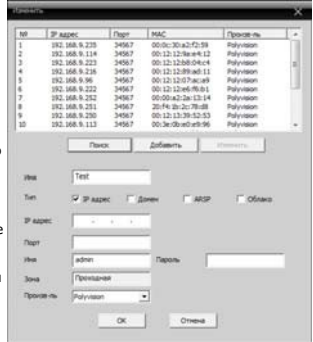 Изменить
№ IP адрес Порт MAC Произв-ль
1 192.168.9.235 34567 00:0c:30:a2:f2:59 Polyvision
2 192.168.9.114 34567 00:12:12:9a:e4:12 Polyvision
3 192.168.9.223 34567 00:12:12:b8:04:c4 Polyvision
4 192.168.9.216 34567 00:12:12:89:ad:11 Polyvision
5 192.168.9.96 34567 00:12:12:07:ac:a9 Polyvision
6 192.168.9.222 34567 00:12:12:e6:f6:b1 Polyvision
7 192.168.9.252 34567 00:00:a2:2a:13:14 Polyvision
8 192.168.9.251 34567 20:f4:1b:2c:78:d8 Polyvision
9 192.168.9.250 34567 00:12:13:39:52:53 Polyvision
10 192.168.9.113 34567 00:3e:0b:e0:e9:96 Polyvision
Поиск Добавить Изменить
Имя Test
Тип IP адрес Домен ARSP Облако
IP адрес . . .
Порт
Имя admin Пароль
Зона Проходная
Произв-ль Polyvision
OK Отмена